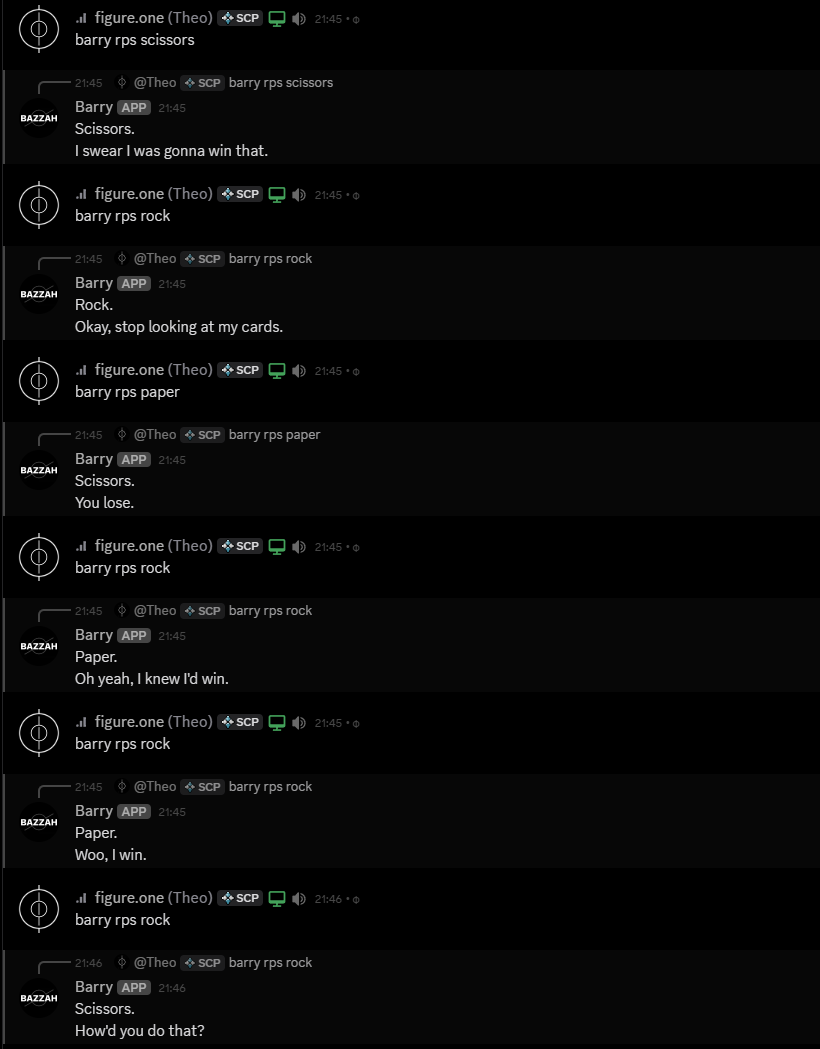 figure.one (Theo) SCP 21:45 • Φ
barry rps scissors
21:45 @Theo SCP barry rps scissors
BAZZAH
Barry APP 21:45
Scissors.
I swear I was gonna win that.
figure.one (Theo) SCP 21:45 • Φ
barry rps rock
21:45 @Theo SCP barry rps rock
BAZZAH
Barry APP 21:45
Rock.
Okay, stop looking at my cards.
figure.one (Theo) SCP 21:45 • Φ
barry rps paper
21:45 @Theo SCP barry rps paper
BAZZAH
Barry APP 21:45
Scissors.
You lose.
figure.one (Theo) SCP 21:45 • Φ
barry rps rock
21:45 @Theo SCP barry rps rock
BAZZAH
Barry APP 21:45
Paper.
Oh yeah, I knew I'd win.
figure.one (Theo) SCP 21:45 • Φ
barry rps rock
21:45 @Theo SCP barry rps rock
BAZZAH
Barry APP 21:45
Paper.
Woo, I win.
figure.one (Theo) SCP 21:46 • Φ
barry rps rock
21:46 @Theo SCP barry rps rock
BAZZAH
Barry APP 21:46
Scissors.
How'd you do that?